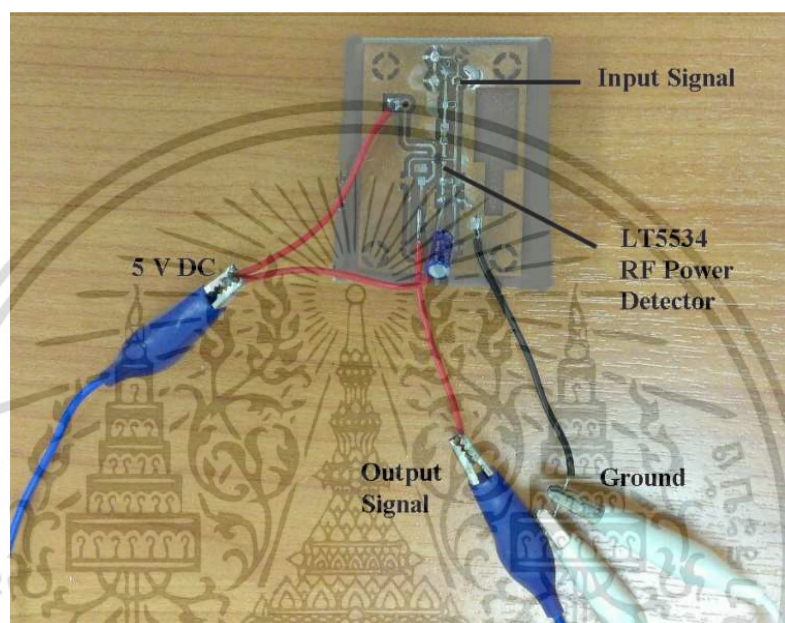 Input Signal
LT5534
RF Power
Detector
5 V DC
Output
Signal
Ground